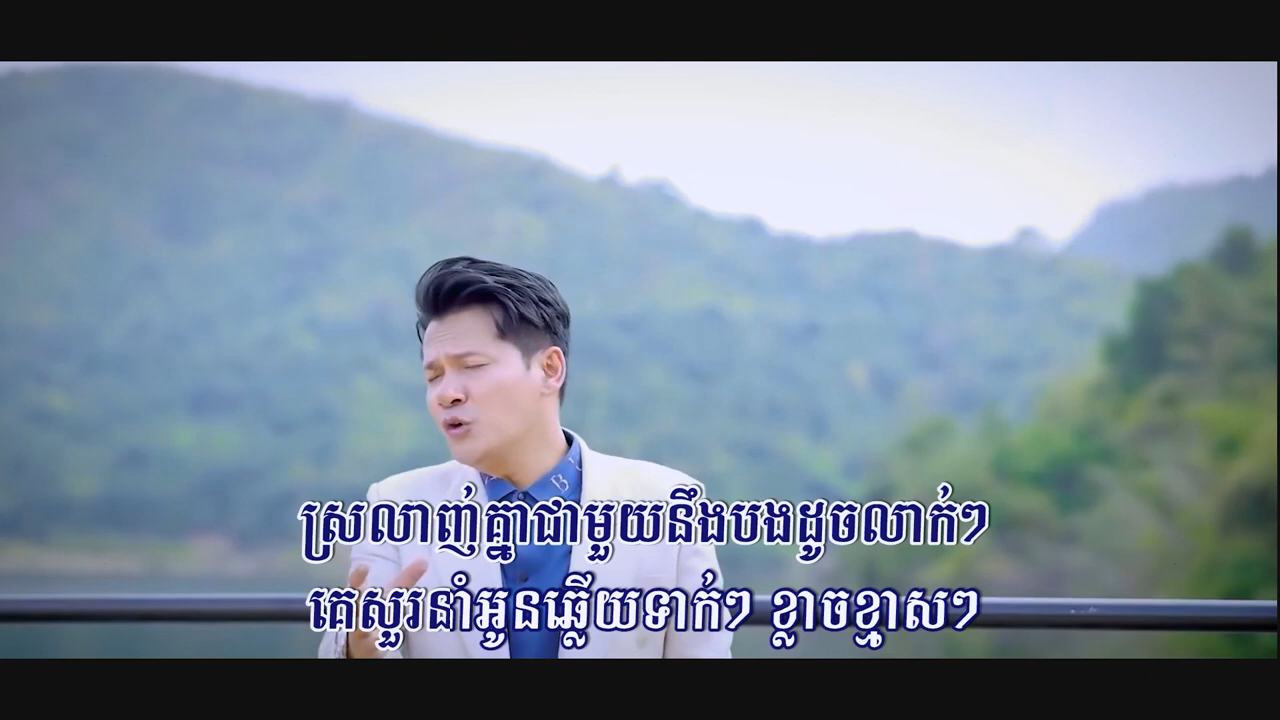 ស្រលាញ់គ្នាជាមួយនឹងបងដូចលាក់ៗ
គេសួរនាំអូនឆ្លើយទាក់ៗ ខ្លាចខ្មាសៗ